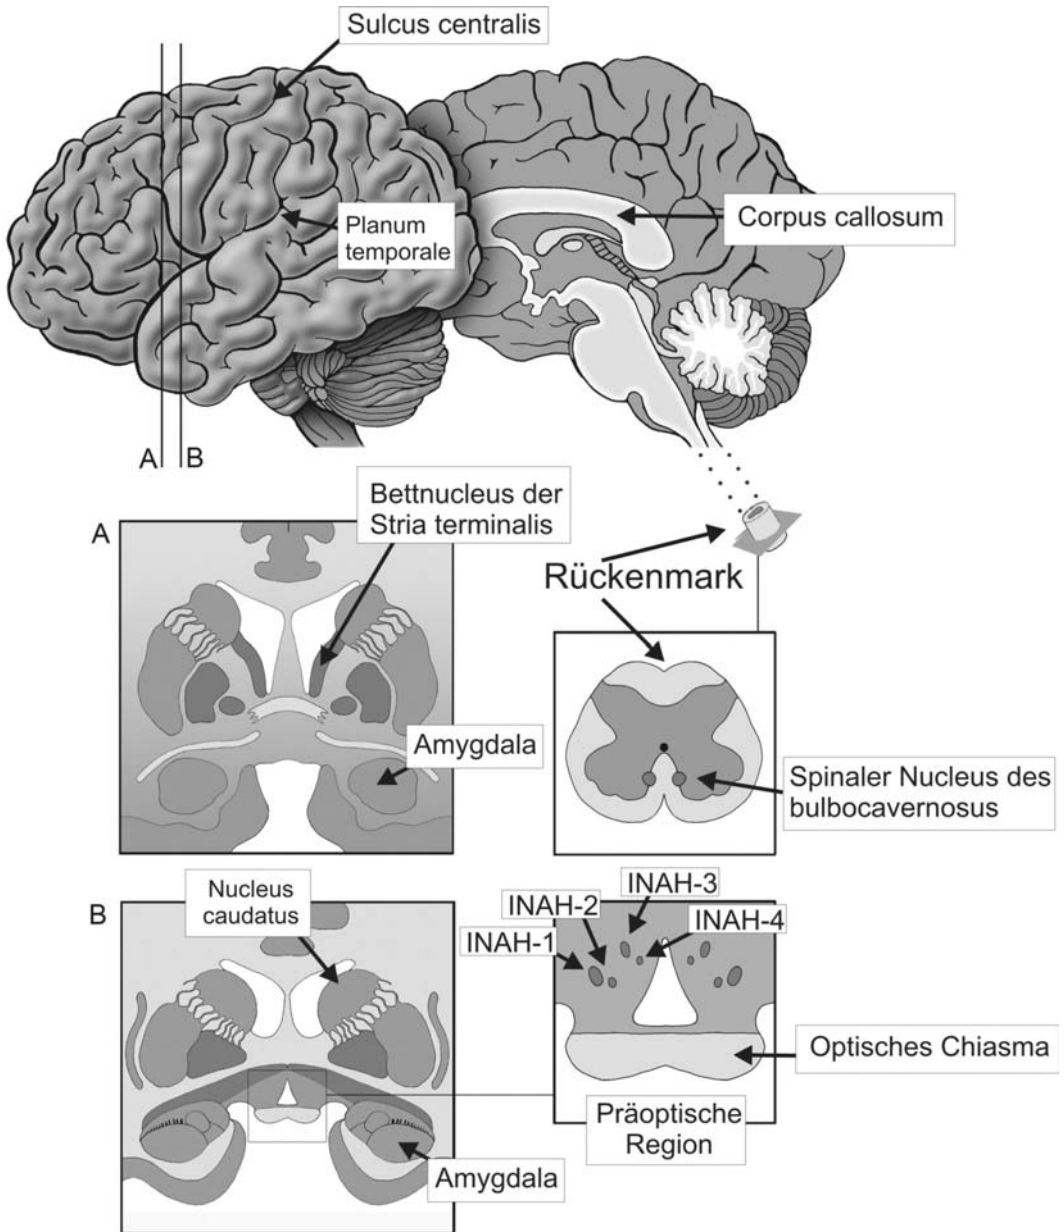 Sulcus centralis
Planum
temporale
Corpus callosum
A
B
Bettnucleus der
Stria terminalis
A
Rückenmark
Amygdala
Spinaler Nucleus des
bulbocavernosus
Nucleus
caudatus
B
INAH-3
INAH-2
INAH-4
INAH-1
Optisches Chiasma
Präoptische
Region
Amygdala